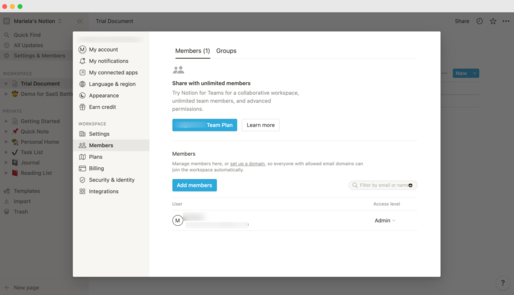 Mariela's Notion
Trial Document
Share
Quick Find
All Updates
Settings & Members
Trial Document
Demo for SaaS Battle
Getting Started
Quick Note
Personal Home
Task List
Journal
Reading List
Templates
Import
Trash
New page
New
?
M
My account
My notifications
My connected apps
Language & region
Appearance
Earn credit
WORKSPACE
Settings
Members
Plans
Billing
Security & identity
Integrations
Members (1) Groups
Share with unlimited members
Try Notion for Teams for a collaborative workspace,
unlimited team members, and advanced
permissions.
Team Plan
Learn more
Members
Manage members here, or set up a domain, so everyone with allowed email domains can
join the workspace automatically.
Add members
Filter by email or name
User
Access level
M
Admin